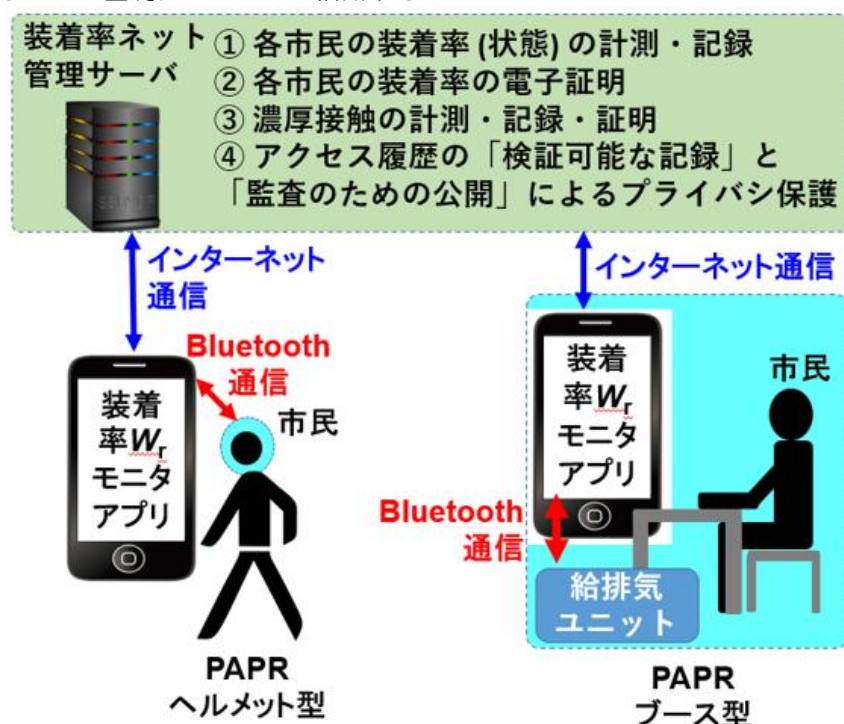 装着率ネット
管理サーバ
① 各市民の装着率 (状態) の計測・記録
② 各市民の装着率の電子証明
③ 濃厚接触の計測・記録・証明
④ アクセス履歴の「検証可能な記録」と
「監査のための公開」によるプライバシ保護
インターネット
通信
インターネット通信
Bluetooth
通信
装着
率Wr
モニタ
アプリ
市民
PAPR
ヘルメット型
装着
率Wr
モニタ
アプリ
市民
Bluetooth
通信
給排気
ユニット
PAPR
ブース型